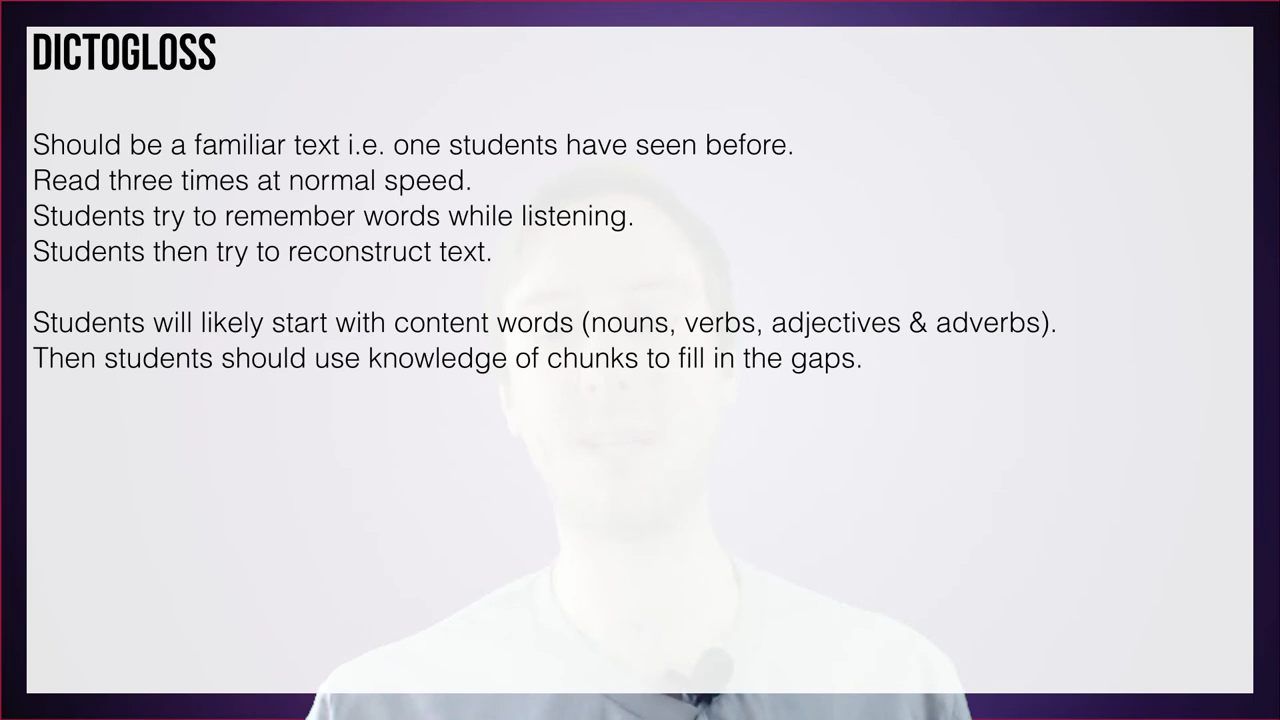 DICTOGLOSS
Should be a familiar text i.e. one students have seen before.
Read three times at normal speed.
Students try to remember words while listening.
Students then try to reconstruct text.
Students will likely start with content words (nouns, verbs, adjectives & adverbs).
Then students should use knowledge of chunks to fill in the gaps.